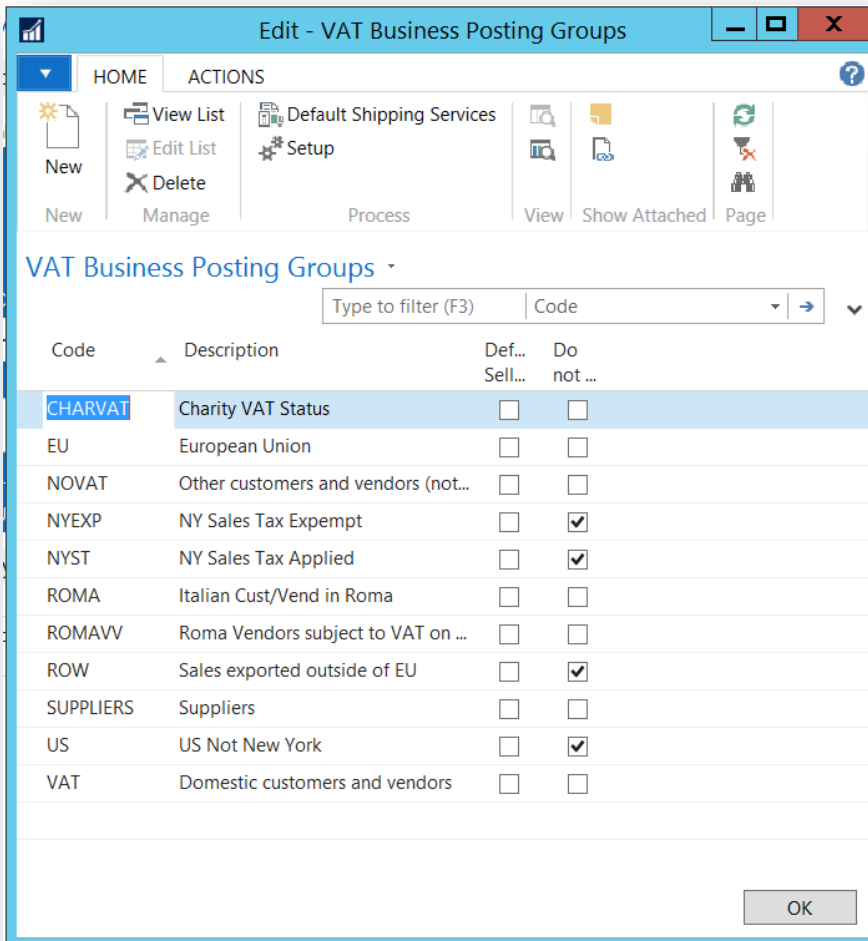 Edit - VAT Business Posting Groups
HOME ACTIONS
New
View List
Edit List
Delete
Default Shipping Services
Setup
New Manage Process View Show Attached Page
VAT Business Posting Groups
Type to filter (F3) Code
Code Description Def... Sell... Do not ...
CHARVAT Charity VAT Status
EU European Union
NOVAT Other customers and vendors (not...
NYEXP NY Sales Tax Expempt
NYST NY Sales Tax Applied
ROMA Italian Cust/Vend in Roma
ROMAVV Roma Vendors subject to VAT on ...
ROW Sales exported outside of EU
SUPPLIERS Suppliers
US US Not New York
VAT Domestic customers and vendors
OK